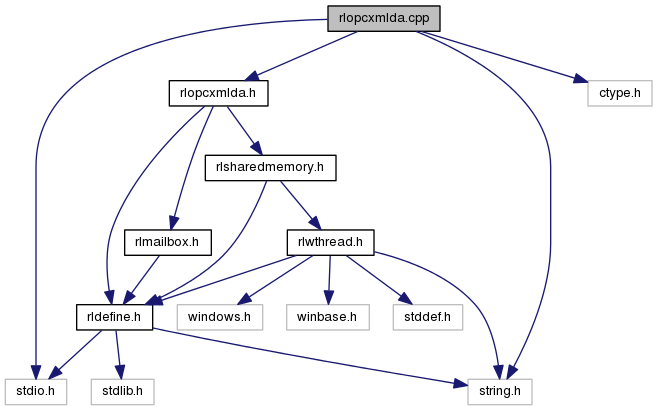 rlopcxmlda.cpp
rlopcxmlda.h
ctype.h
rlsharedmemory.h
rlmailbox.h
rlwthread.h
rldefine.h
windows.h
winbase.h
stddef.h
stdio.h
stdlib.h
string.h